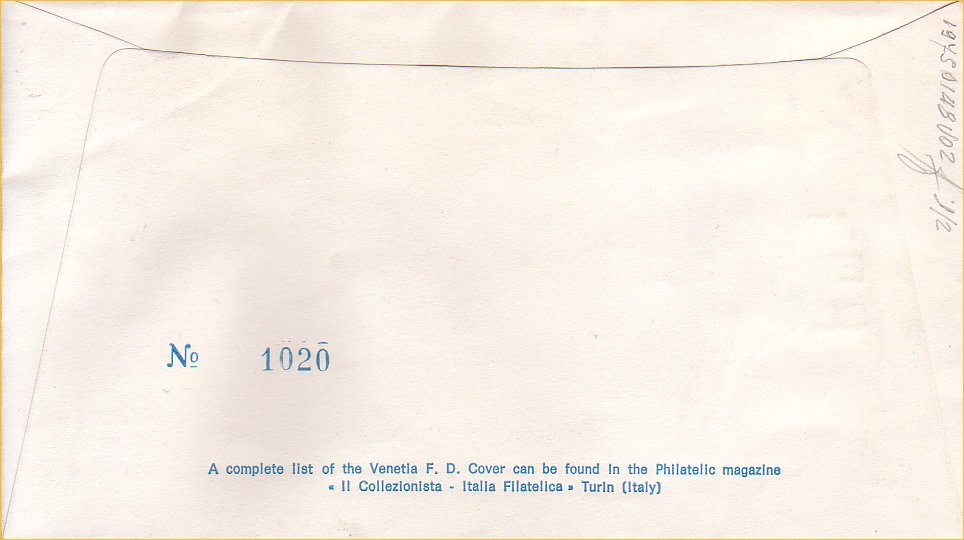 Nº 1020
A complete list of the Venetia F. D. Cover can be found in the Philatelic magazine
« Il Collezionista - Italia Filatelica » Turin (Italy)